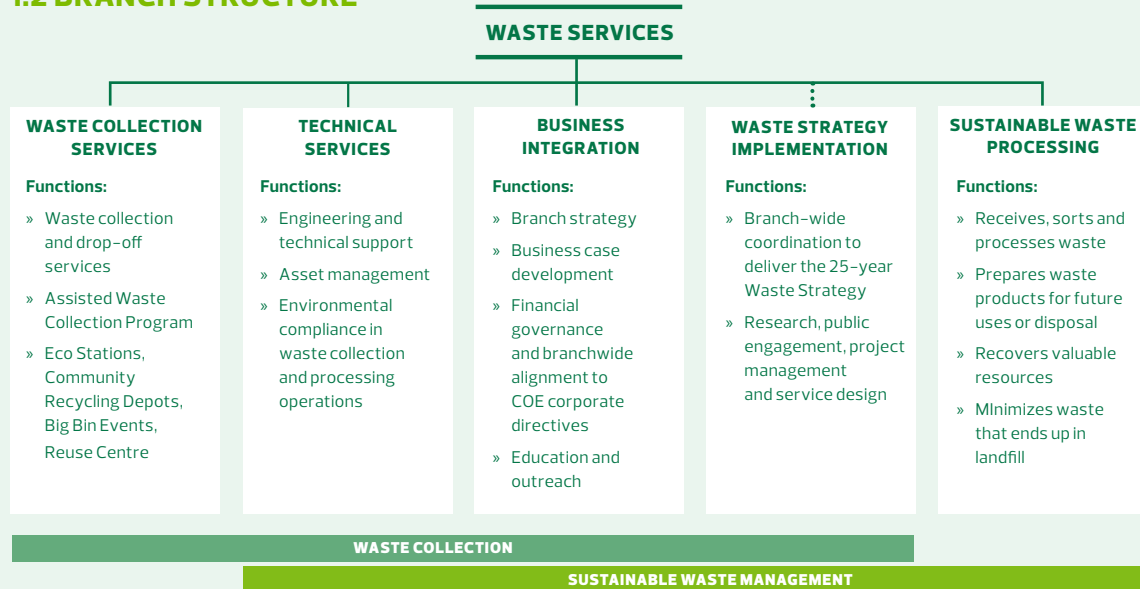 1.2 BRANCH STRUCTURE
WASTE SERVICES
WASTE COLLECTION
SERVICES
Functions:
» Waste collection
and drop-off
services
» Assisted Waste
Collection Program
» Eco Stations,
Community
Recycling Depots,
Big Bin Events,
Reuse Centre
TECHNICAL
SERVICES
Functions:
» Engineering and
technical support
» Asset management
» Environmental
compliance in
waste collection
and processing
operations
BUSINESS
INTEGRATION
Functions:
» Branch strategy
» Business case
development
» Financial
governance
and branchwide
alignment to
COE corporate
directives
» Education and
outreach
WASTE STRATEGY
IMPLEMENTATION
Functions:
» Branch-wide
coordination to
deliver the 25-year
Waste Strategy
» Research, public
engagement, project
management
and service design
SUSTAINABLE WASTE
PROCESSING
Functions:
» Receives, sorts and
processes waste
» Prepares waste
products for future
uses or disposal
» Recovers valuable
resources
» MInimizes waste
that ends up in
landfill
WASTE COLLECTION
SUSTAINABLE WASTE MANAGEMENT